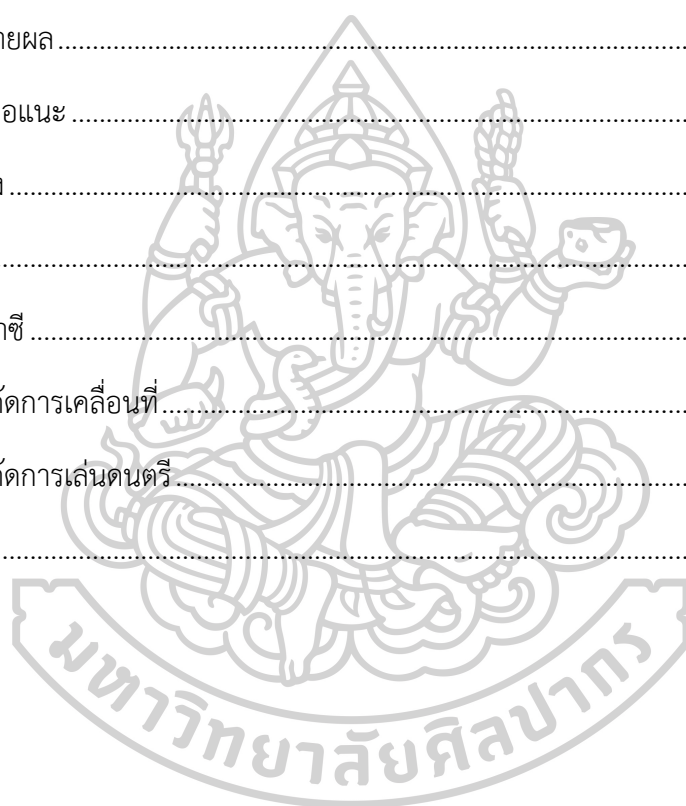 ายผล ..........................................................................
อแนะ ..........................................................................
ง ..........................................................................
..........................................................................
าซี ..........................................................................
ัดการเคลื่อนที่ ..........................................................................
ัดการเล่นดนตรี ..........................................................................
..........................................................................
มหาวิทยาลัยศิลปากร